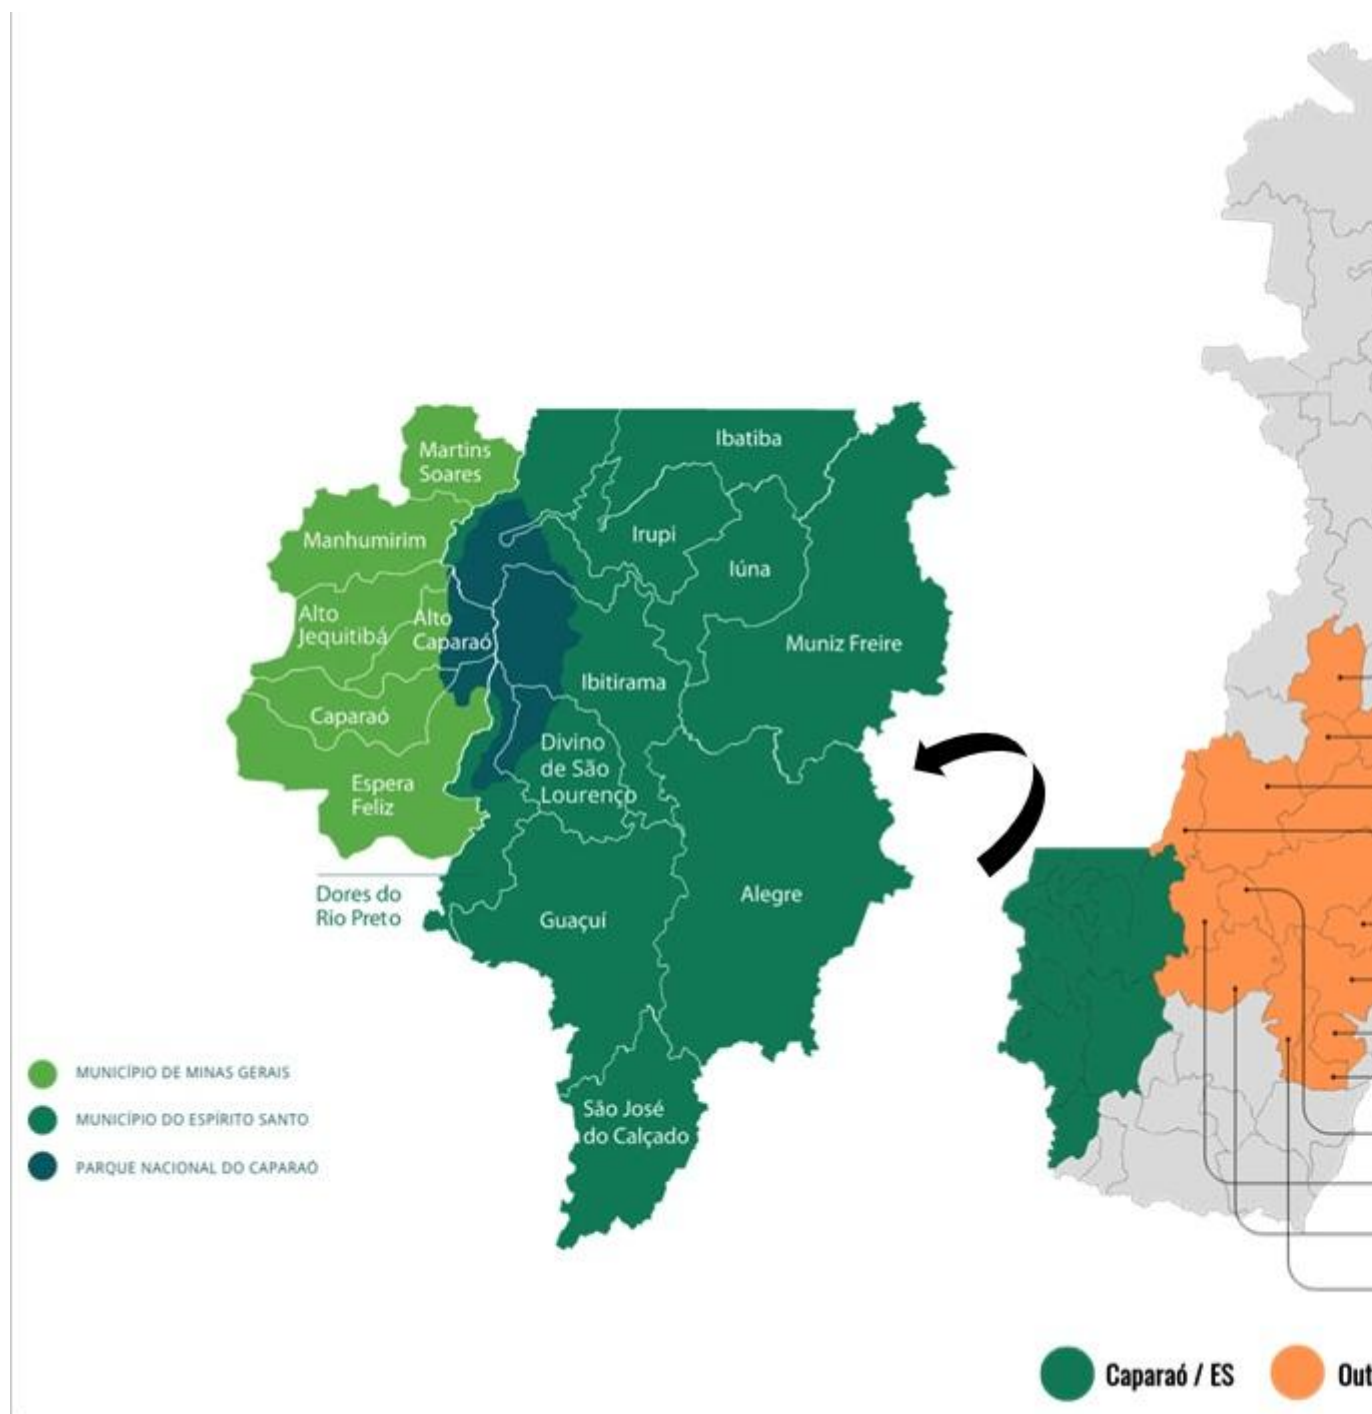 Ibatiba
Martins
Soares
Manhumirim
Irupi
Iúna
Alto
Jequitibá
Alto
Caparaó
Muniz Freire
Ibitirama
Caparaó
Divino
de São
Lourenço
Espera
Feliz
Dores do
Rio Preto
Alegre
Guaçuí
São José
do Calçado
MUNICÍPIO DE MINAS GERAIS
MUNICÍPIO DO ESPÍRITO SANTO
PARQUE NACIONAL DO CAPARAÓ
Caparaó / ES
Out